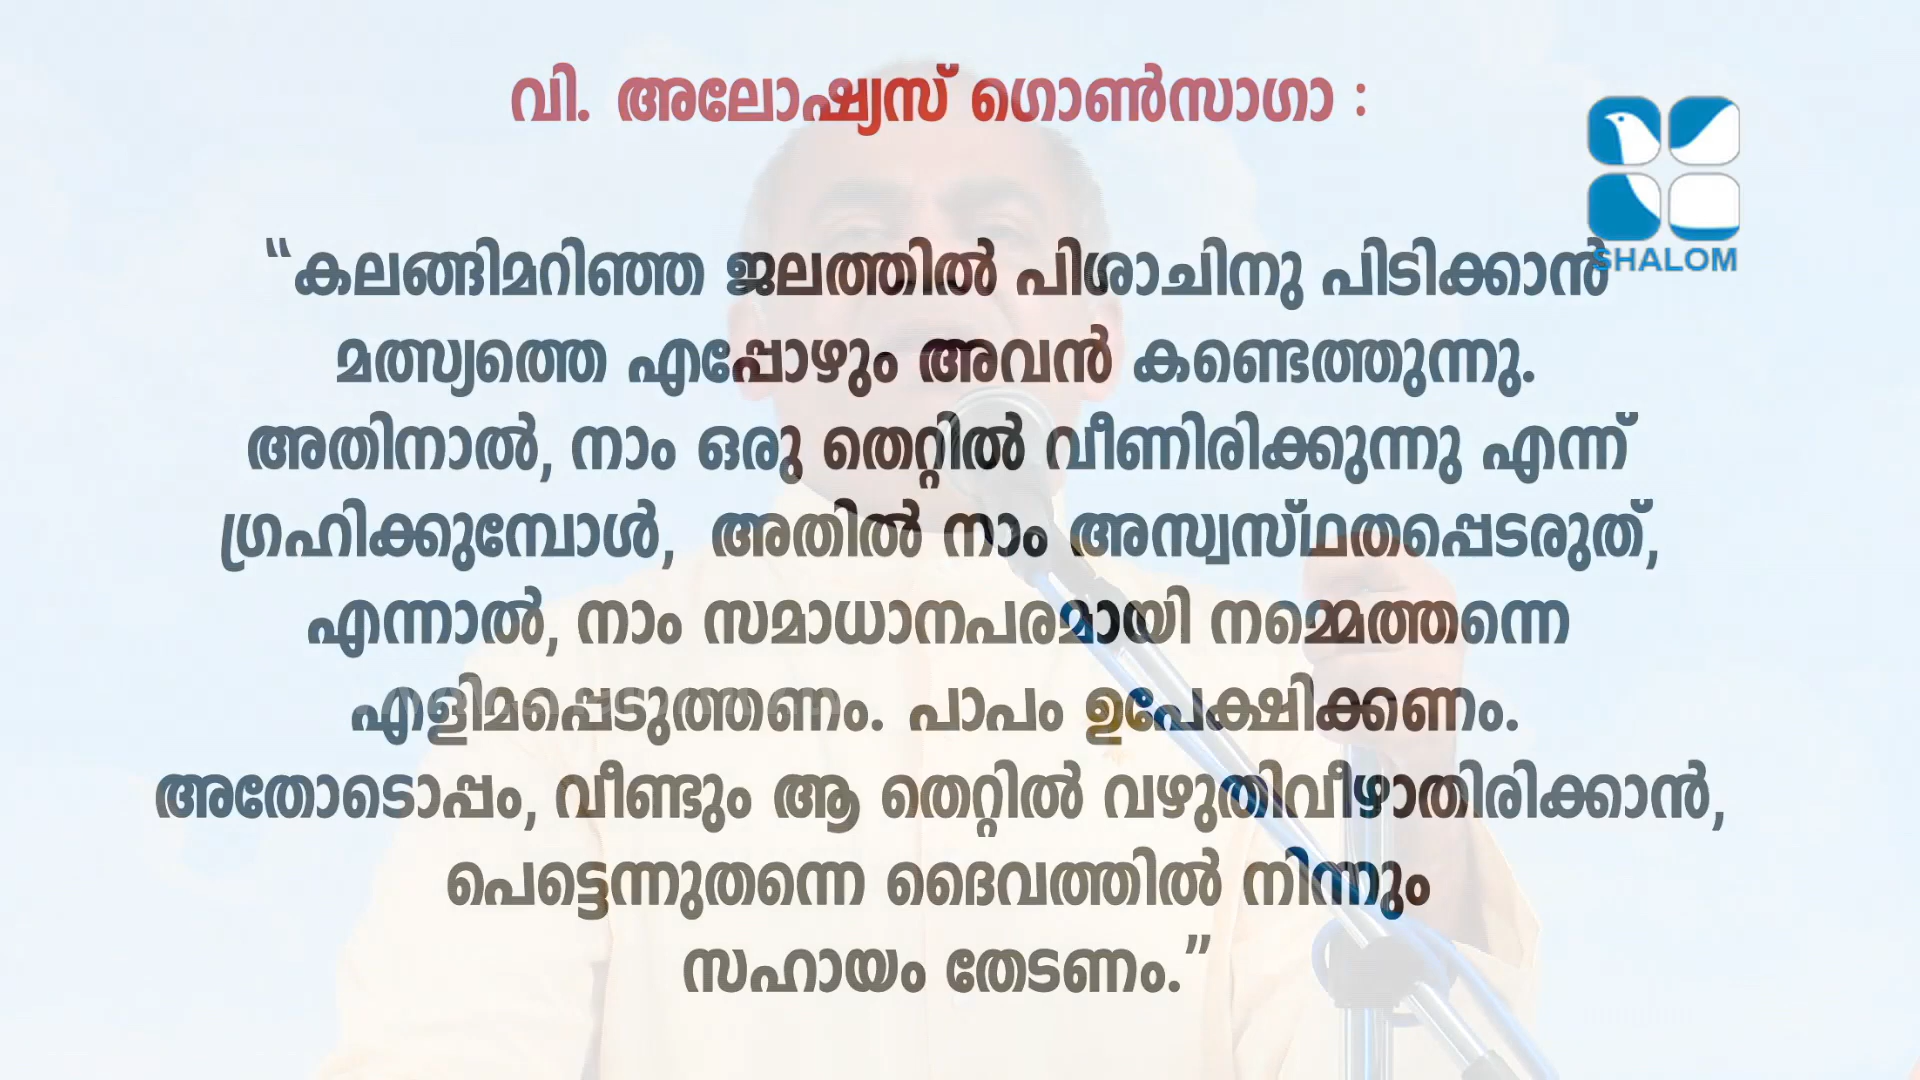 വി. അലോഷ്യസ് ഗൊൺസാഗാ :
SHALOM
“കലങ്ങിമറിഞ്ഞ ജലത്തിൽ പിശാചിനു പിടിക്കാൻ
മത്സ്യത്തെ എപ്പോഴും അവൻ കണ്ടെത്തുന്നു.
അതിനാൽ, നാം ഒരു തെറ്റിൽ വീണിരിക്കുന്നു എന്ന്
ഗ്രഹിക്കുമ്പോൾ, അതിൽ നാം അസ്വസ്ഥതപ്പെടരുത്,
എന്നാൽ, നാം സമാധാനപരമായി നമ്മെത്തന്നെ
എളിമപ്പെടുത്തണം. പാപം ഉപേക്ഷിക്കണം.
അതോടൊപ്പം, വീണ്ടും ആ തെറ്റിൽ വഴുതിവീഴാതിരിക്കാൻ,
പെട്ടെന്നുതന്നെ ദൈവത്തിൽ നിന്നും
സഹായം തേടണം.”